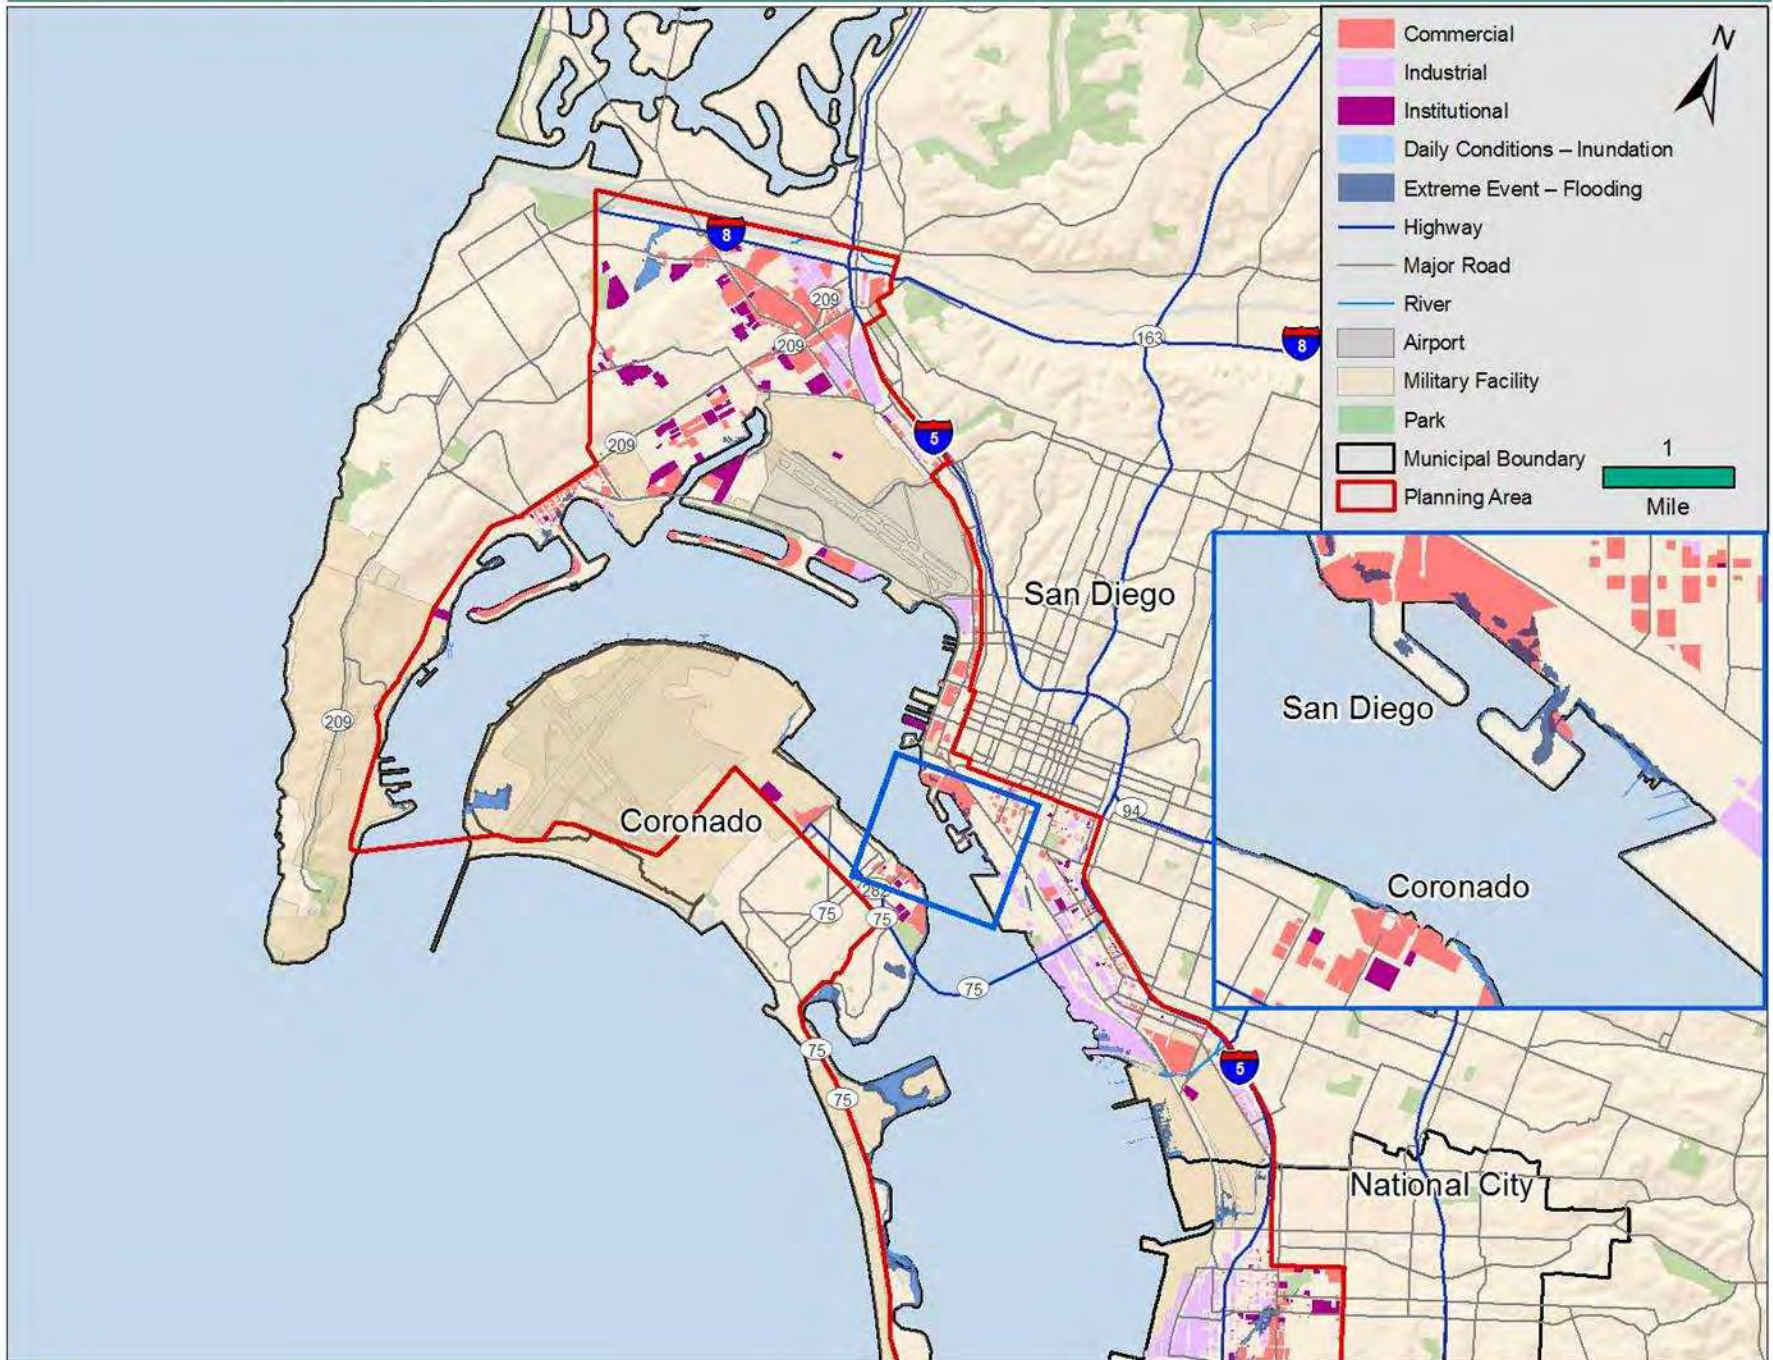 Commercial
Industrial
Institutional
Daily Conditions – Inundation
Extreme Event – Flooding
Highway
Major Road
River
Airport
Military Facility
Park
Municipal Boundary
Planning Area
N
1
Mile
8
209
163
8
209
5
209
San Diego
209
Coronado
94
282
75
75
75
75
75
5
National City
San Diego
Coronado